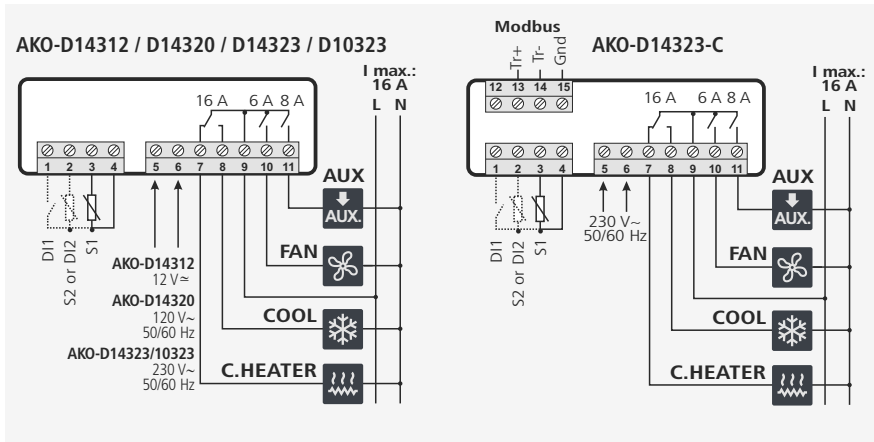 AKO-D14312 / D14320 / D14323 / D10323
I max.:
16 A
L N
16 A 6 A 8 A
1 2 3 4 5 6 7 8 9 10 11
DI1
S2 or DI2
S1
AKO-D14312
12 V≂
AKO-D14320
120 V~
50/60 Hz
AKO-D14323/10323
230 V~
50/60 Hz
AUX
AUX.
FAN
COOL
C.HEATER
Modbus
Tr+
Tr-
Gnd
AKO-D14323-C
I max.:
16 A
L N
12 13 14 15
16 A 6 A 8 A
1 2 3 4 5 6 7 8 9 10 11
DI1
S2 or DI2
S1
230 V~
50/60 Hz
AUX
AUX.
FAN
COOL
C.HEATER